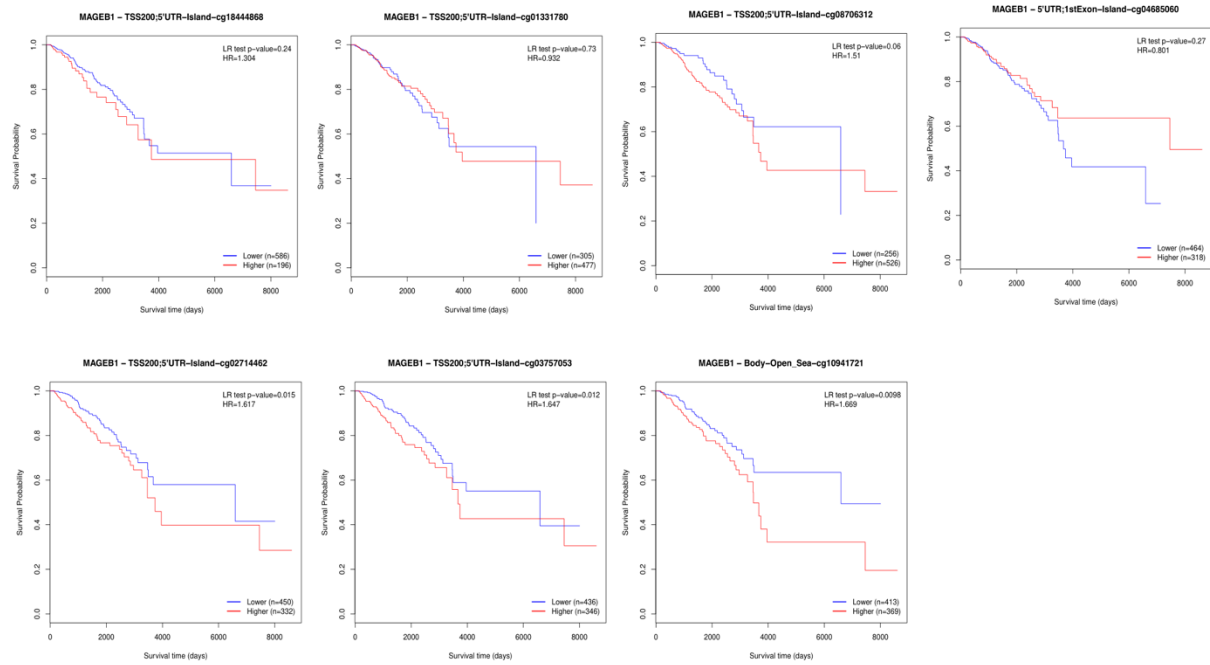 MAGEB1 − TSS200;5'UTR−Island−cg18444868
LR test p−value=0.24
HR=1.304
Survival Probability
0.0
0.2
0.4
0.6
0.8
1.0
Lower (n=586)
Higher (n=196)
0
2000
4000
6000
8000
Survival time (days)
MAGEB1 − TSS200;5'UTR−Island−cg01331780
LR test p−value=0.73
HR=0.932
Survival Probability
0.0
0.2
0.4
0.6
0.8
1.0
Lower (n=305)
Higher (n=477)
0
2000
4000
6000
8000
Survival time (days)
MAGEB1 − TSS200;5'UTR−Island−cg08706312
LR test p−value=0.06
HR=1.51
Survival Probability
0.0
0.2
0.4
0.6
0.8
1.0
Lower (n=256)
Higher (n=526)
0
2000
4000
6000
8000
Survival time (days)
MAGEB1 − 5'UTR;1stExon−Island−cg04685060
LR test p−value=0.27
HR=0.801
Survival Probability
0.0
0.2
0.4
0.6
0.8
1.0
Lower (n=464)
Higher (n=318)
0
2000
4000
6000
8000
Survival time (days)
MAGEB1 − TSS200;5'UTR−Island−cg02714462
LR test p−value=0.015
HR=1.617
Survival Probability
0.0
0.2
0.4
0.6
0.8
1.0
Lower (n=450)
Higher (n=332)
0
2000
4000
6000
8000
Survival time (days)
MAGEB1 − TSS200;5'UTR−Island−cg03757053
LR test p−value=0.012
HR=1.647
Survival Probability
0.0
0.2
0.4
0.6
0.8
1.0
Lower (n=436)
Higher (n=346)
0
2000
4000
6000
8000
Survival time (days)
MAGEB1 − Body−Open_Sea−cg10941721
LR test p−value=0.0098
HR=1.669
Survival Probability
0.0
0.2
0.4
0.6
0.8
1.0
Lower (n=413)
Higher (n=369)
0
2000
4000
6000
8000
Survival time (days)